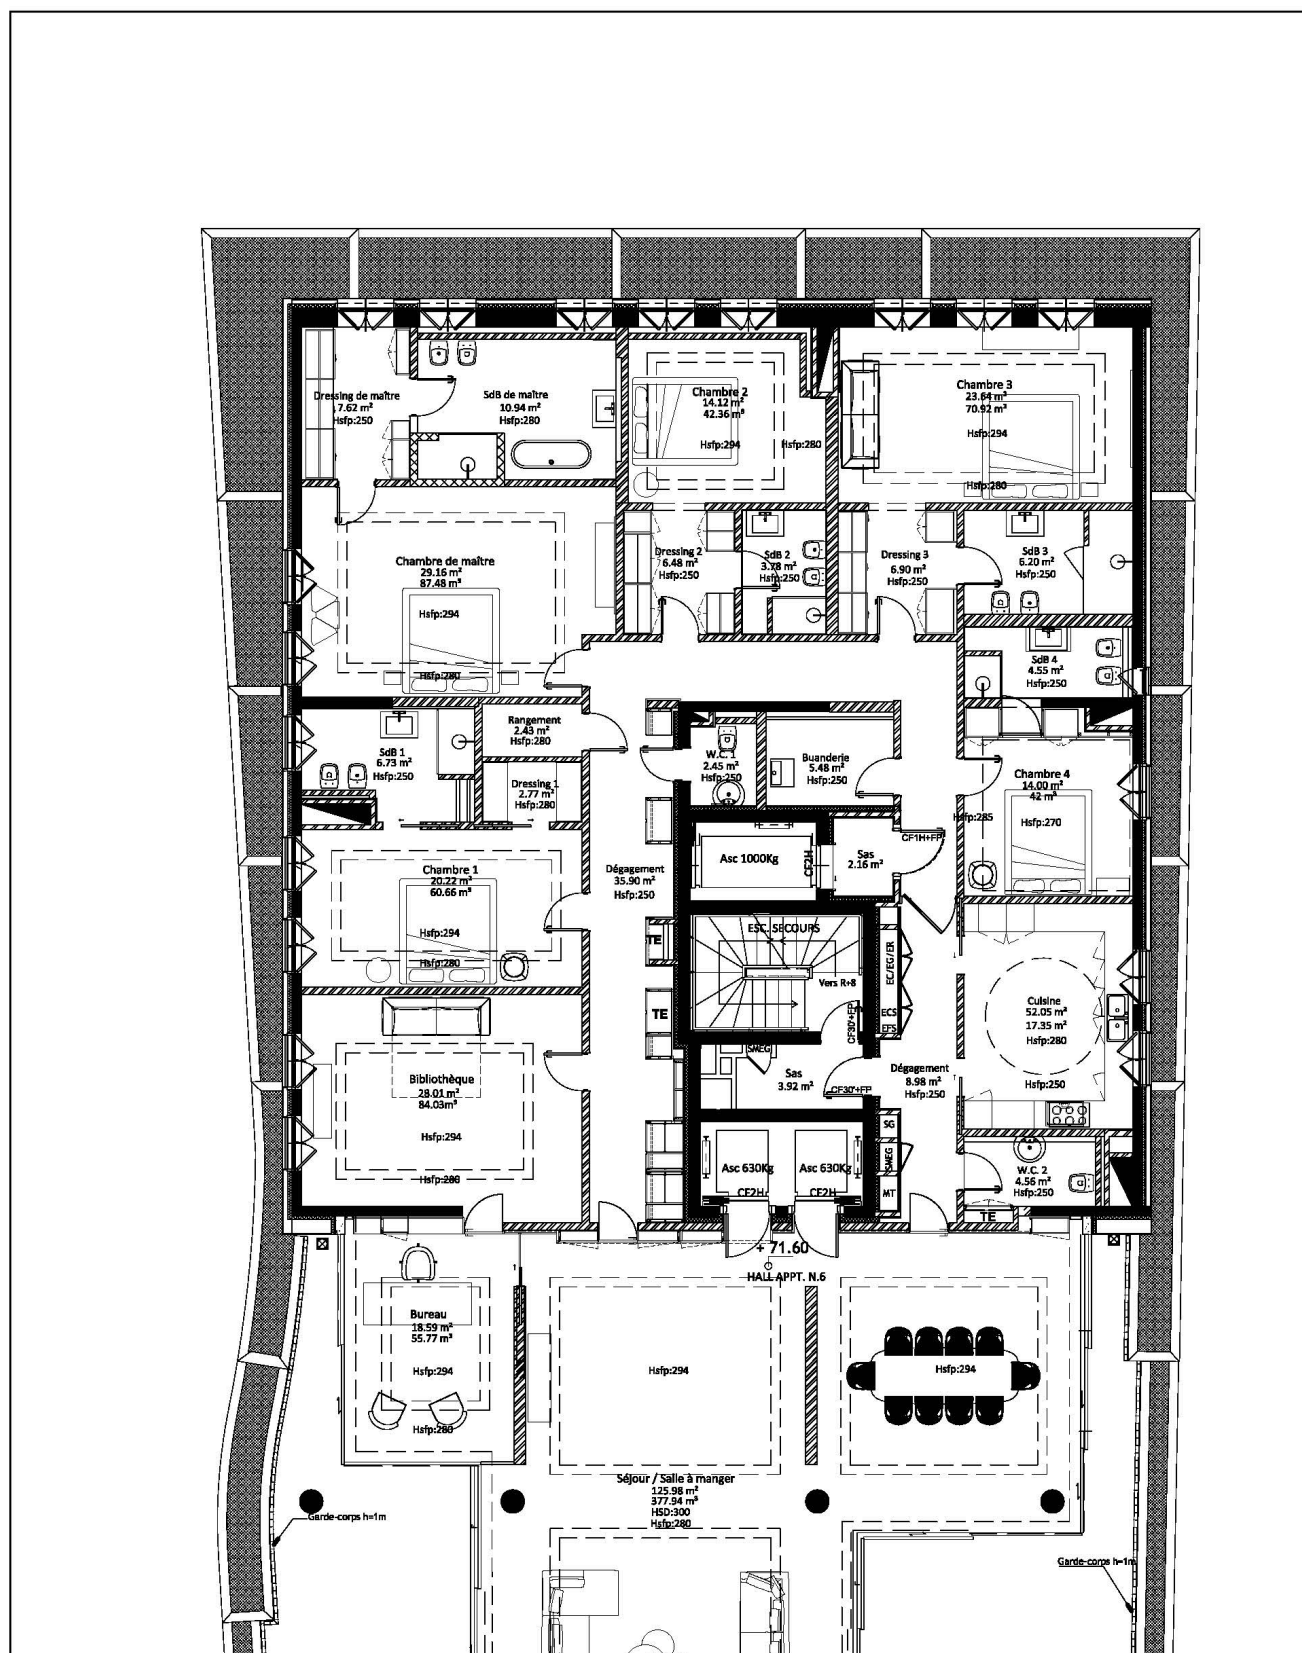 Dressing de maître
7.62 m²
Hsfp:250
SdB de maître
10.94 m²
Hsfp:280
Chambre 2
14.12 m²
42.36 m³
Hsfp:294
Hsfp:280
Chambre 3
23.64 m²
70.92 m³
Hsfp:294
Hsfp:280
Chambre de maître
29.16 m²
87.48 m³
Hsfp:294
Hsfp:280
Dressing 2
6.48 m²
Hsfp:250
SdB 2
3.78 m²
Hsfp:250
Dressing 3
6.90 m²
Hsfp:250
SdB 3
6.20 m²
Hsfp:250
SdB 4
4.55 m²
Hsfp:250
SdB 1
6.73 m²
Hsfp:250
Rangement
2.43 m²
Hsfp:280
Dressing 1
2.77 m²
Hsfp:280
W.C. 1
2.45 m²
Hsfp:250
Buanderie
5.48 m²
Hsfp:250
Chambre 4
14.00 m²
42 m³
Hsfp:285
Hsfp:270
CF1H+FP
Asc 1000Kg
CF2H
Sas
2.16 m²
Chambre 1
20.22 m²
60.66 m³
Hsfp:294
Hsfp:280
Dégagement
35.90 m²
Hsfp:250
TE
ESC. SECOURS
Vers R+8
EC/EG/ER
ECS
EFS
CF30'+FP
TE
Cuisine
52.05 m²
17.35 m²
Hsfp:280
Hsfp:250
SMEG
Sas
3.92 m²
CF30'+FP
Dégagement
8.98 m²
Hsfp:250
Bibliothèque
28.01 m²
84.03m³
Hsfp:294
Hsfp:280
SG
SMEG
MT
Asc 630Kg
CF2H
Asc 630Kg
CF2H
W.C. 2
4.56 m²
Hsfp:250
TE
+ 71.60
HALL APPT. N.6
Bureau
18.59 m²
55.77 m³
Hsfp:294
Hsfp:280
Hsfp:294
Hsfp:294
Séjour / Salle à manger
125.98 m²
377.94 m³
HSD:300
Hsfp:280
Garde-corps h=1m
Garde-corps h=1m